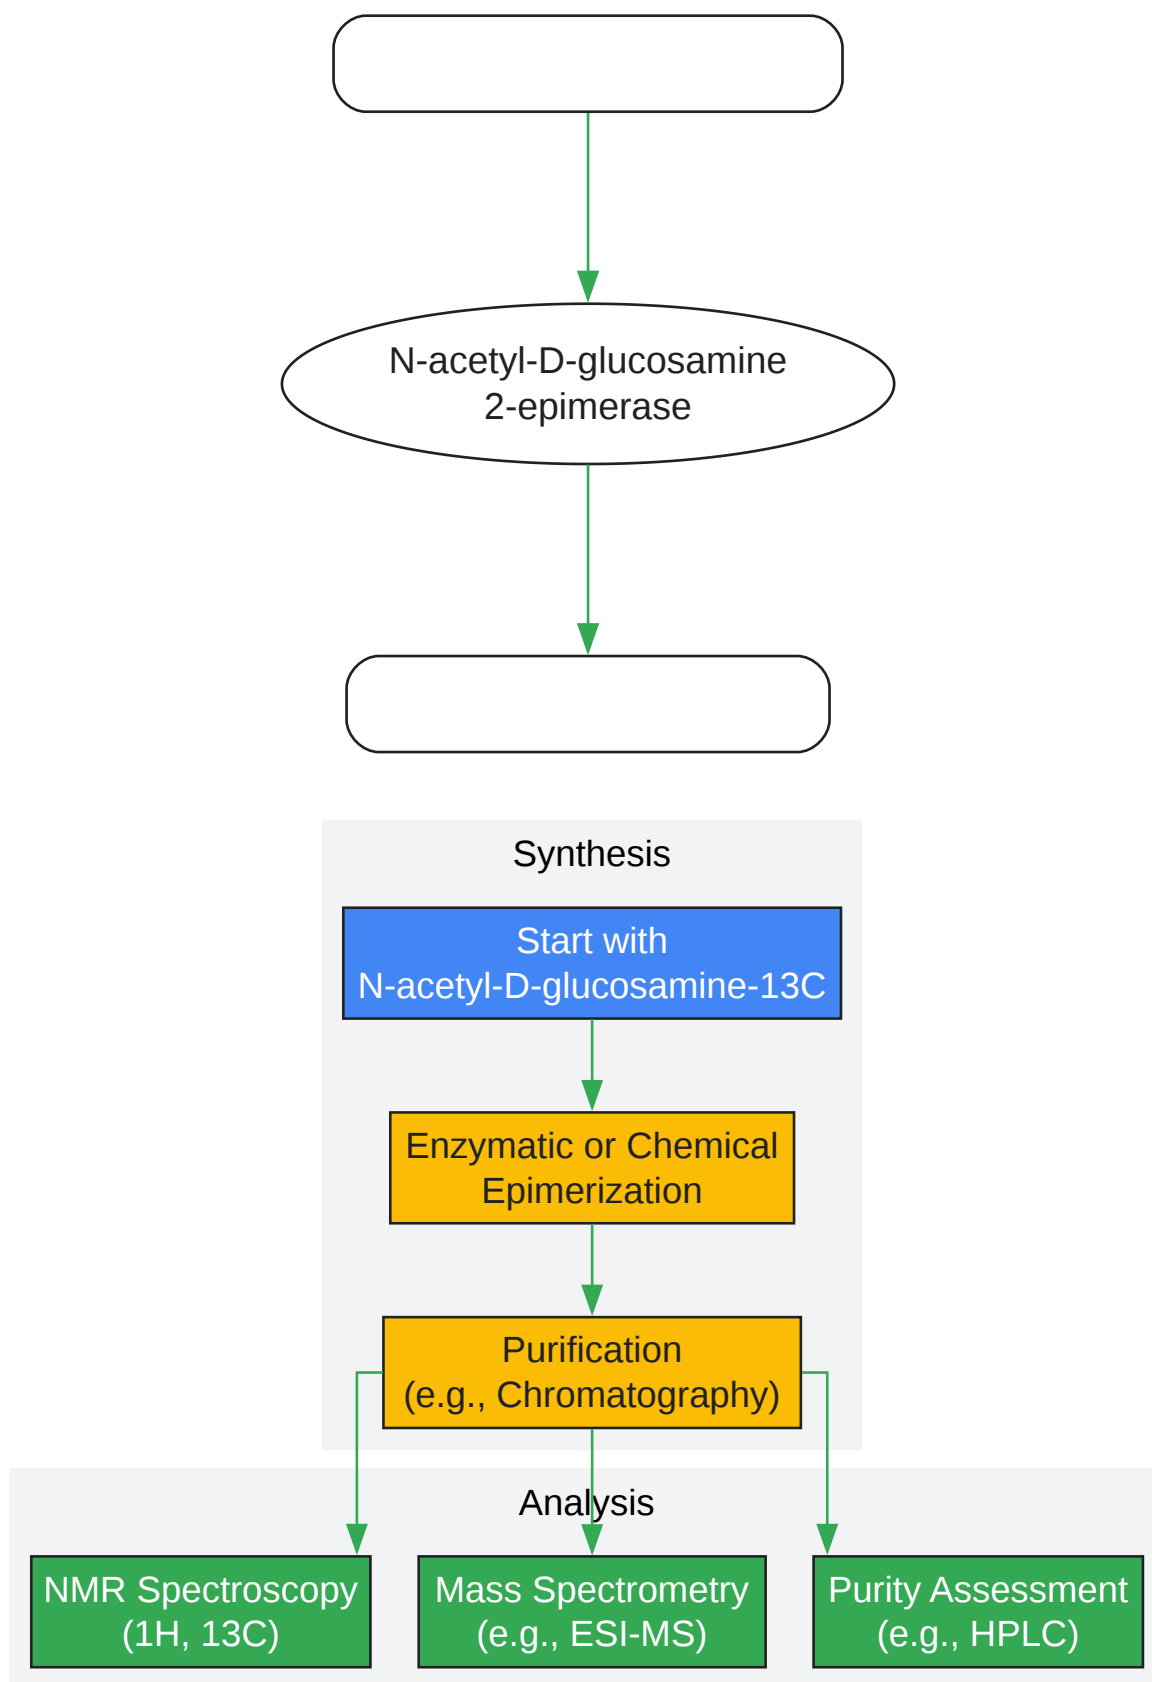 N-acetyl-D-glucosamine
2-epimerase
Synthesis
Start with
N-acetyl-D-glucosamine-13C
Enzymatic or Chemical
Epimerization
Purification
(e.g., Chromatography)
Analysis
NMR Spectroscopy
(1H, 13C)
Mass Spectrometry
(e.g., ESI-MS)
Purity Assessment
(e.g., HPLC)